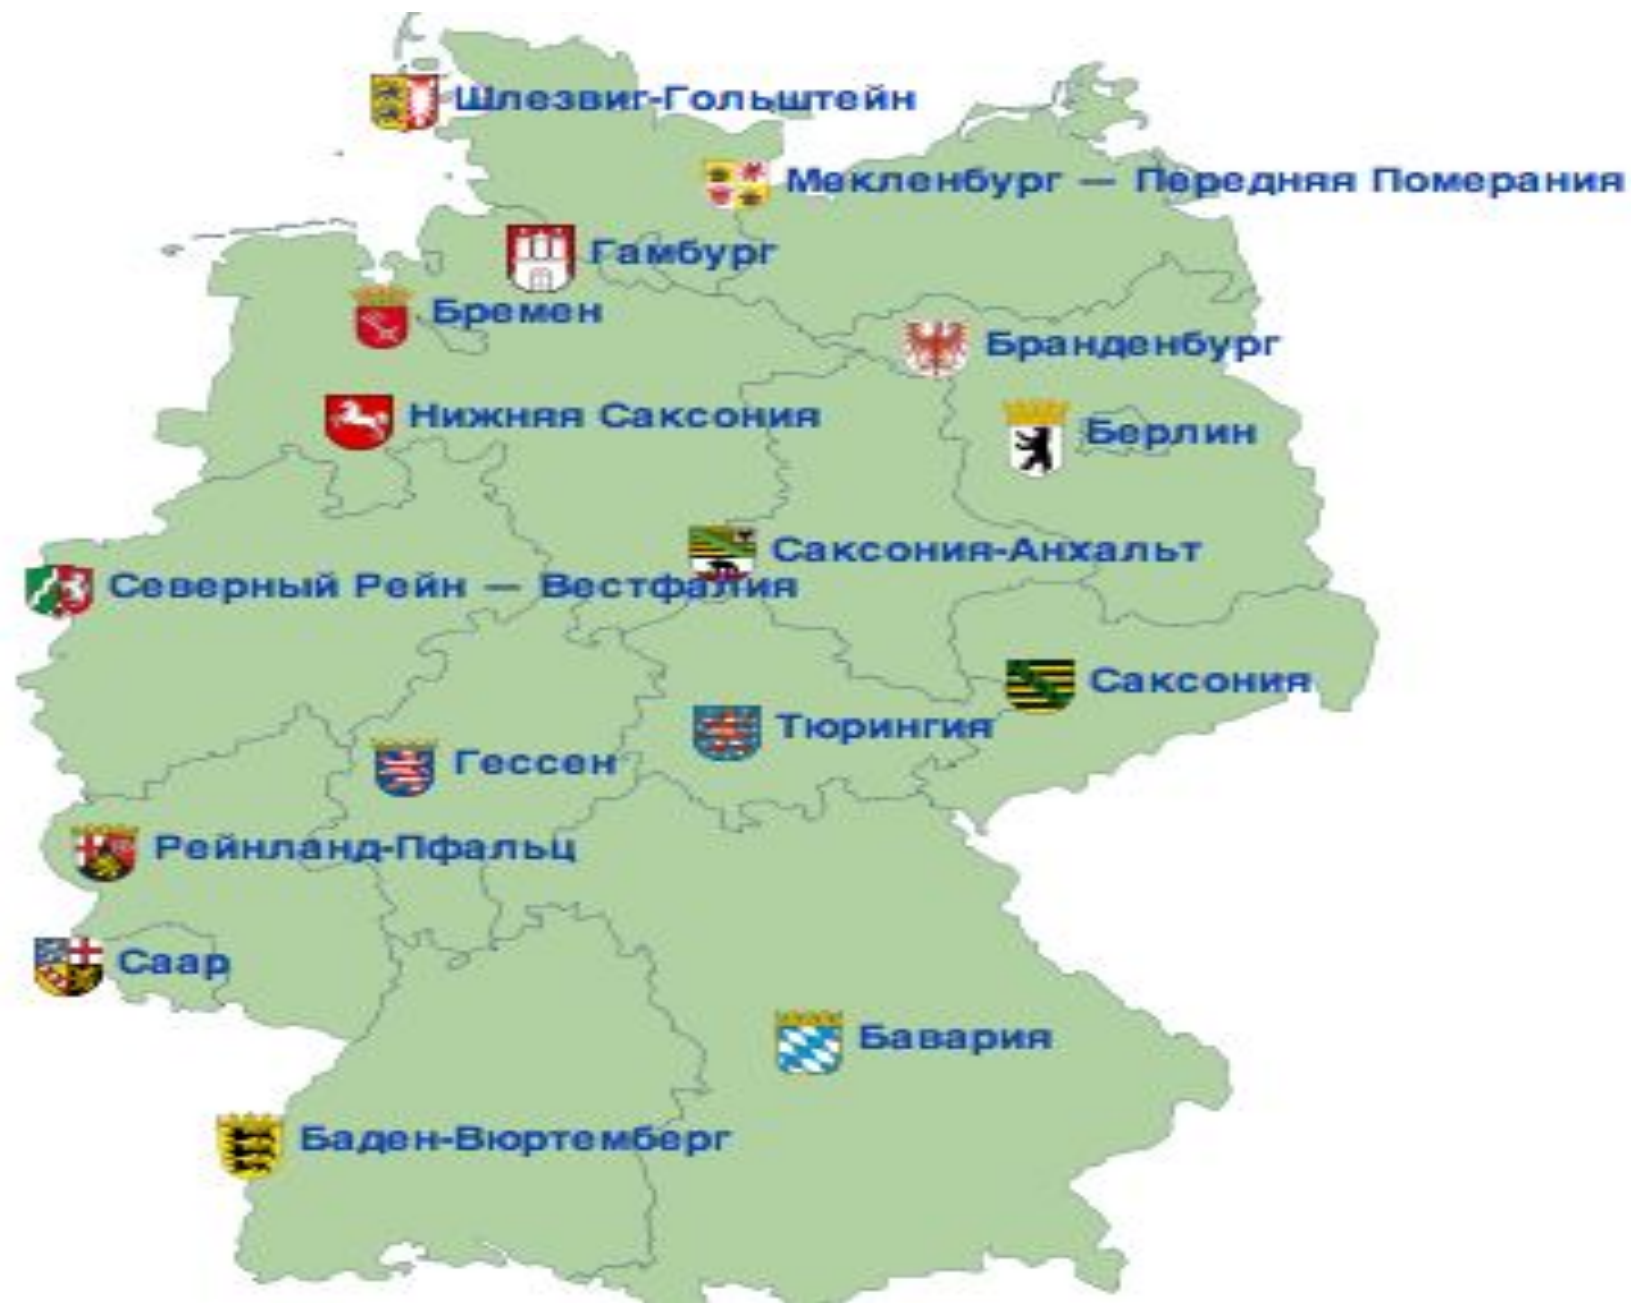 Шлезвиг-Гольштейн
Мекленбург — Передняя Померания
Гамбург
Бремен
Бранденбург
Нижняя Саксония
Берлин
Саксония-Анхальт
Северный Рейн — Вестфалия
Саксония
Тюрингия
Гессен
Рейнланд-Пфальц
Саар
Бавария
Баден-Вюртемберг